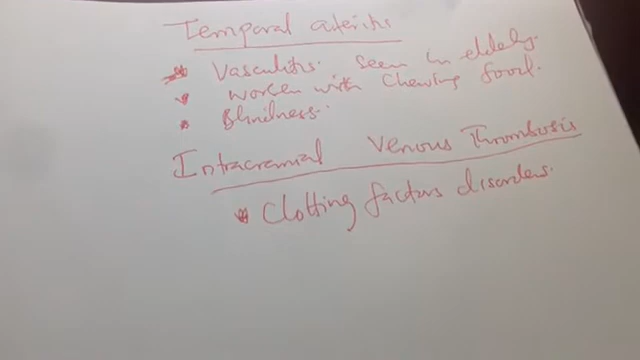 Temporal arteritis
Vasculitis. Seen in elderly.
worsen with chewing food.
Blindness.
Intracranial Venous Thrombosis
Clotting factors disorders.